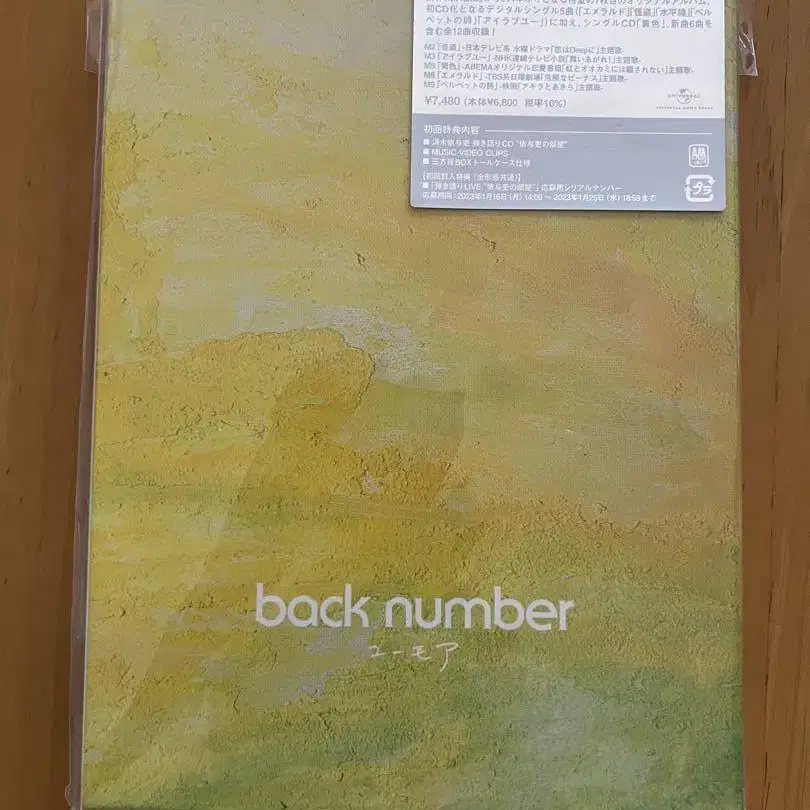 初CD化となるデジタルシングル5曲(「エメラルド」「怪盗」「水平線」「ベル
ベットの詩」「アイラブユー」)に加え、シングルCD「黄色」、新曲6曲を
含む全12曲収録!
M2「怪盗」-日本テレビ系 水曜ドラマ「恋はDeepに」主題歌-
M3「アイラブユー」-NHK連続テレビ小説「舞いあがれ!」主題歌-
M5「黄色」-ABEMAオリジナル恋愛番組「虹とオオカミには騙されない」主題歌-
M8「エメラルド」-TBS系日曜劇場「危険なビーナス」主題歌-
M9「ベルベットの詩」-映画「アキラとあきら」主題歌-
¥7,480 (本体¥6,800 税率10%)
UNIVERSAL
UNIVERSAL MUSIC JAPAN
初回特典内容
■ 清水依与吏 弾き語りCD “依与吏の部屋”
■ MUSIC VIDEO CLIPS
■ 三方背BOXトールケース仕様
[初回封入特典(全形態共通)]
■「弾き語りLIVE “依与吏の部屋”」応募用シリアルナンバー
応募期間:2023年1月16日(月) 14:00 ~ 2023年1月25日(水) 18:59まで
A&M
プラ
back number
ユーモア